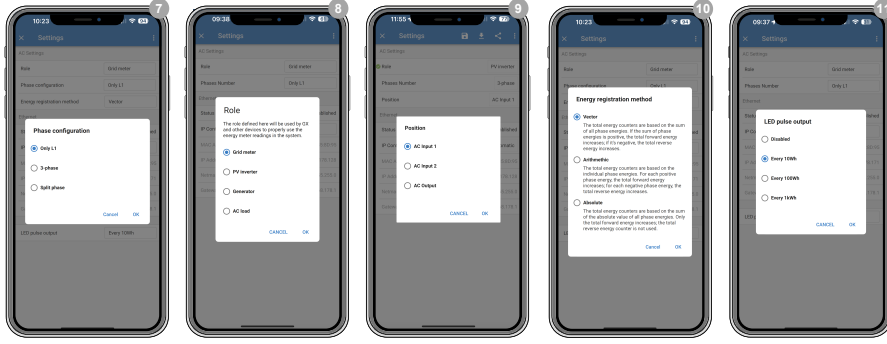 7
10:23
94
Settings
AC Settings
Role
Grid meter
Phase configuration
Only L1
Energy registration method
Vector
Phase configuration
Only L1
3-phase
Split phase
Cancel
OK
LED pulse output
Every 10Wh
8
09:38
Settings
AC Settings
Role
Grid meter
Phases Number
Only L1
Role
The role defined here will be used by GX
and other devices to properly use the
energy meter readings in the system.
Grid meter
PV inverter
Generator
AC load
CANCEL
OK
9
11:55
77
Settings
AC Settings
Role
PV inverter
Phases Number
3-phase
Position
AC Input 1
Position
AC Input 1
AC Input 2
AC Output
CANCEL
OK
10
10:23
94
Settings
AC Settings
Role
Grid meter
Phase configuration
Only L1
Energy registration method
Vector
The total energy counters are based on the sum
of all phase energies. If the sum of phase
energies is positive, the total forward energy
increases; if it's negative, the total reverse
energy increases.
Arithmethic
The total energy counters are based on the
individual phase energies. For each positive
phase energy, the total forward energy
increases; for each negative phase energy, the
total reverse energy increases.
Absolute
The total energy counters are based on the sum
of the absolute value of all phase energies. Only
the total forward energy increases; the total
reverse energy counter is not used.
Cancel
OK
11
09:37
Settings
AC Settings
Role
Grid meter
Phases Number
Only L1
Ethernet
LED pulse output
Disabled
Every 10Wh
Every 100Wh
Every 1kWh
CANCEL
OK